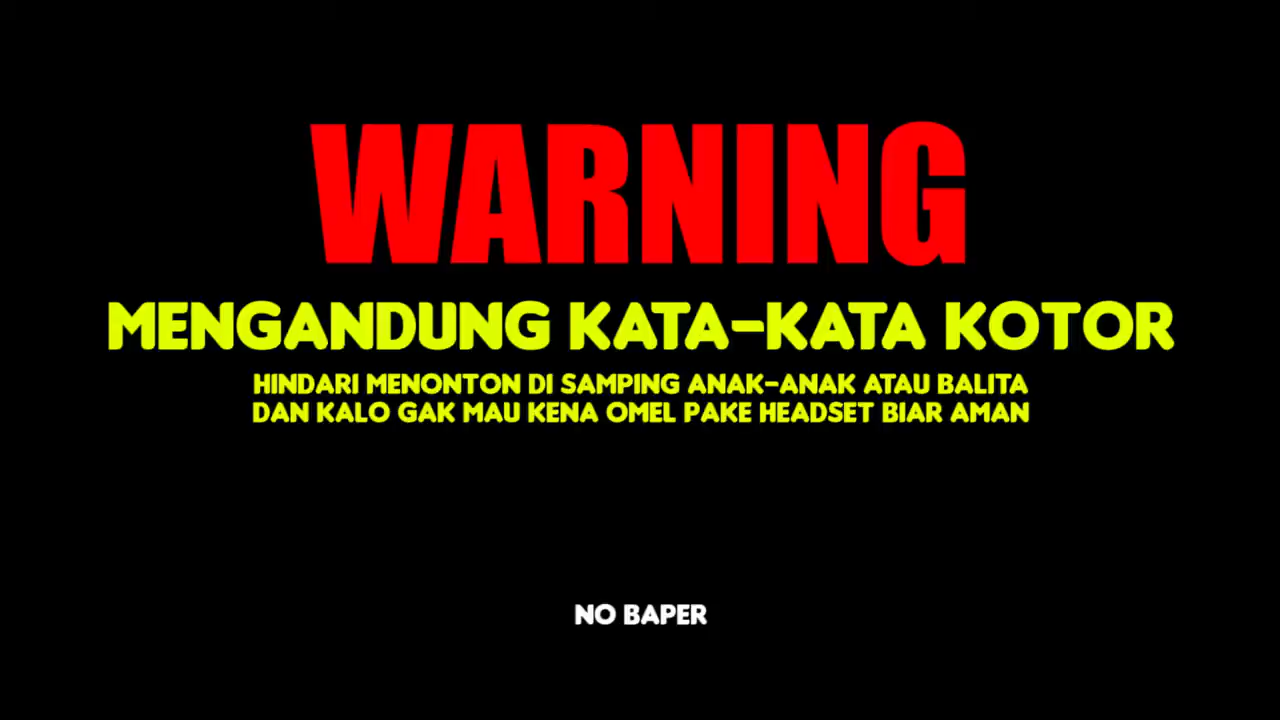 WARNING
MENGANDUNG KATA-KATA KOTOR
HINDARI MENONTON DI SAMPING ANAK-ANAK ATAU BALITA
DAN KALO GAK MAU KENA OMEL PAKE HEADSET BIAR AMAN
NO BAPER